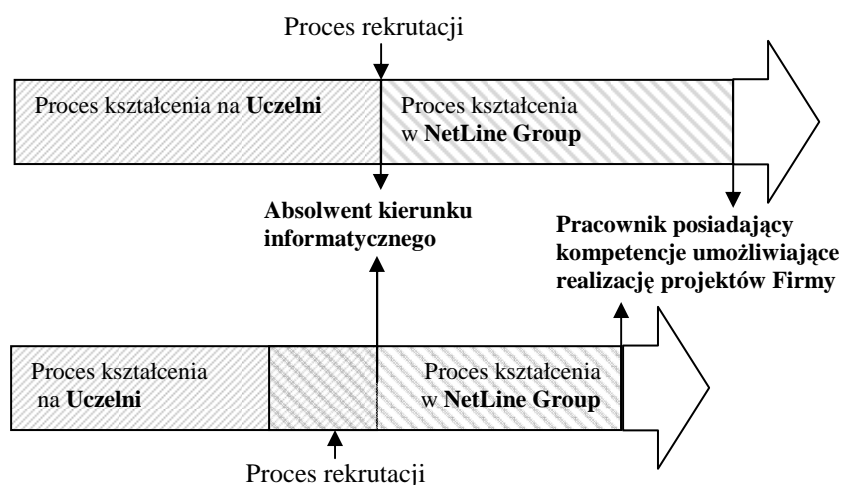 Proces rekrutacji
Proces kształcenia na Uczelni
Proces kształcenia
w NetLine Group
Absolwent kierunku
informatycznego
Pracownik posiadający
kompetencje umożliwiające
realizację projektów Firmy
Proces kształcenia
na Uczelni
Proces kształcenia
w NetLine Group
Proces rekrutacji